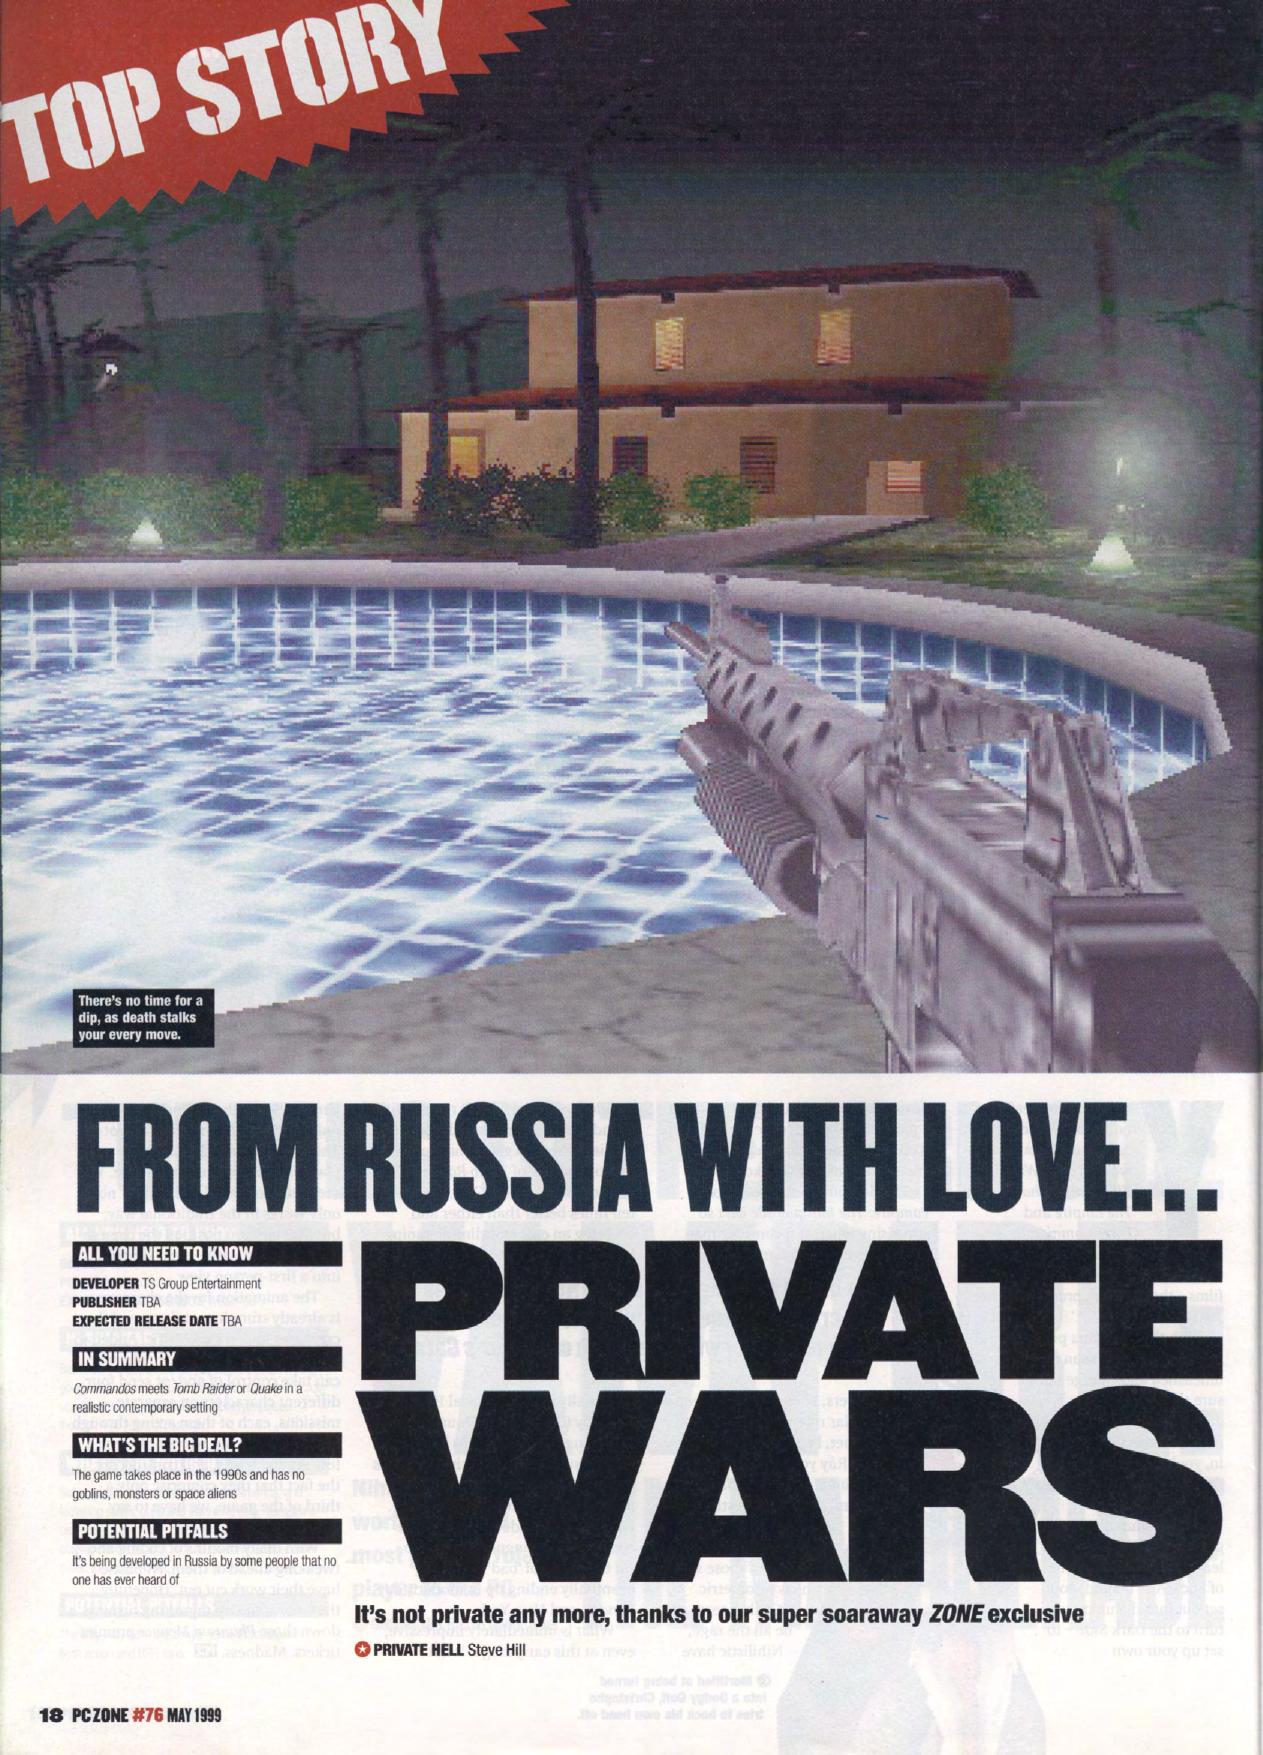 TOP STORY
There's no time for a
dip, as death stalks
your every move.
FROM RUSSIA WITH LOVE...
PRIVATE
WARS
ALL YOU NEED TO KNOW
DEVELOPER TS Group Entertainment
PUBLISHER TBA
EXPECTED RELEASE DATE TBA
IN SUMMARY
Commandos meets Tomb Raider or Quake in a
realistic contemporary setting
WHAT'S THE BIG DEAL?
The game takes place in the 1990s and has no
goblins, monsters or space aliens
POTENTIAL PITFALLS
It's being developed in Russia by some people that no
one has ever heard of
It's not private any more, thanks to our super soaraway ZONE exclusive
PRIVATE HELL Steve Hill
18 PC ZONE #76 MAY 1999